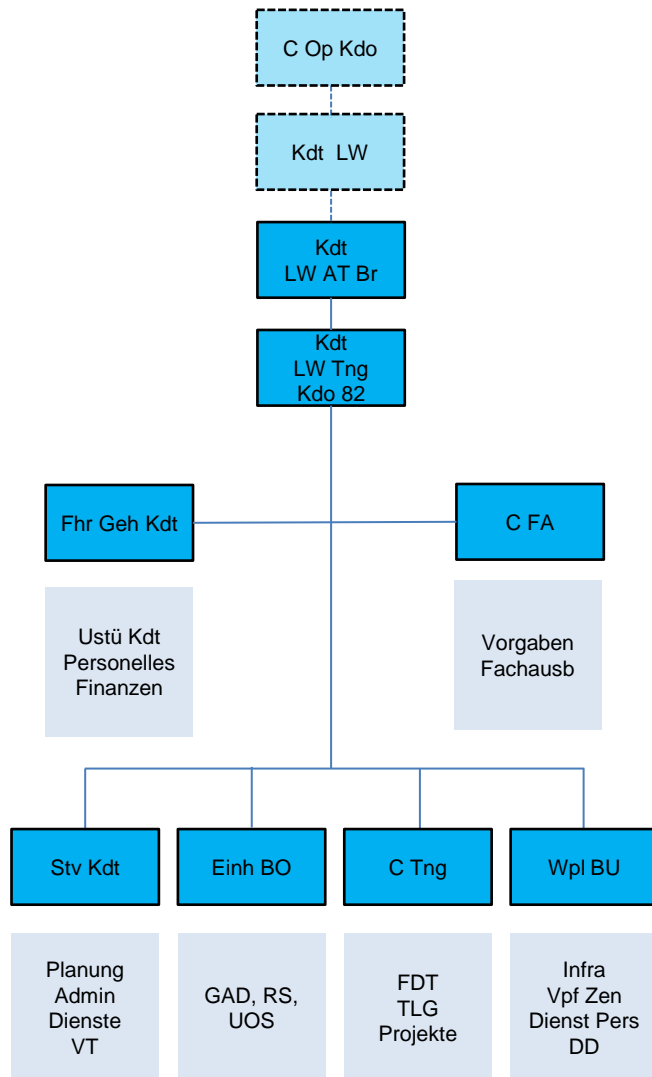 C Op Kdo
Kdt LW
Kdt
LW AT Br
Kdt
LW Tng
Kdo 82
Fhr Geh Kdt
C FA
Ustü Kdt
Personelles
Finanzen
Vorgaben
Fachausb
Stv Kdt
Einh BO
C Tng
Wpl BU
Planung
Admin
Dienste
VT
GAD, RS,
UOS
FDT
TLG
Projekte
Infra
Vpf Zen
Dienst Pers
DD